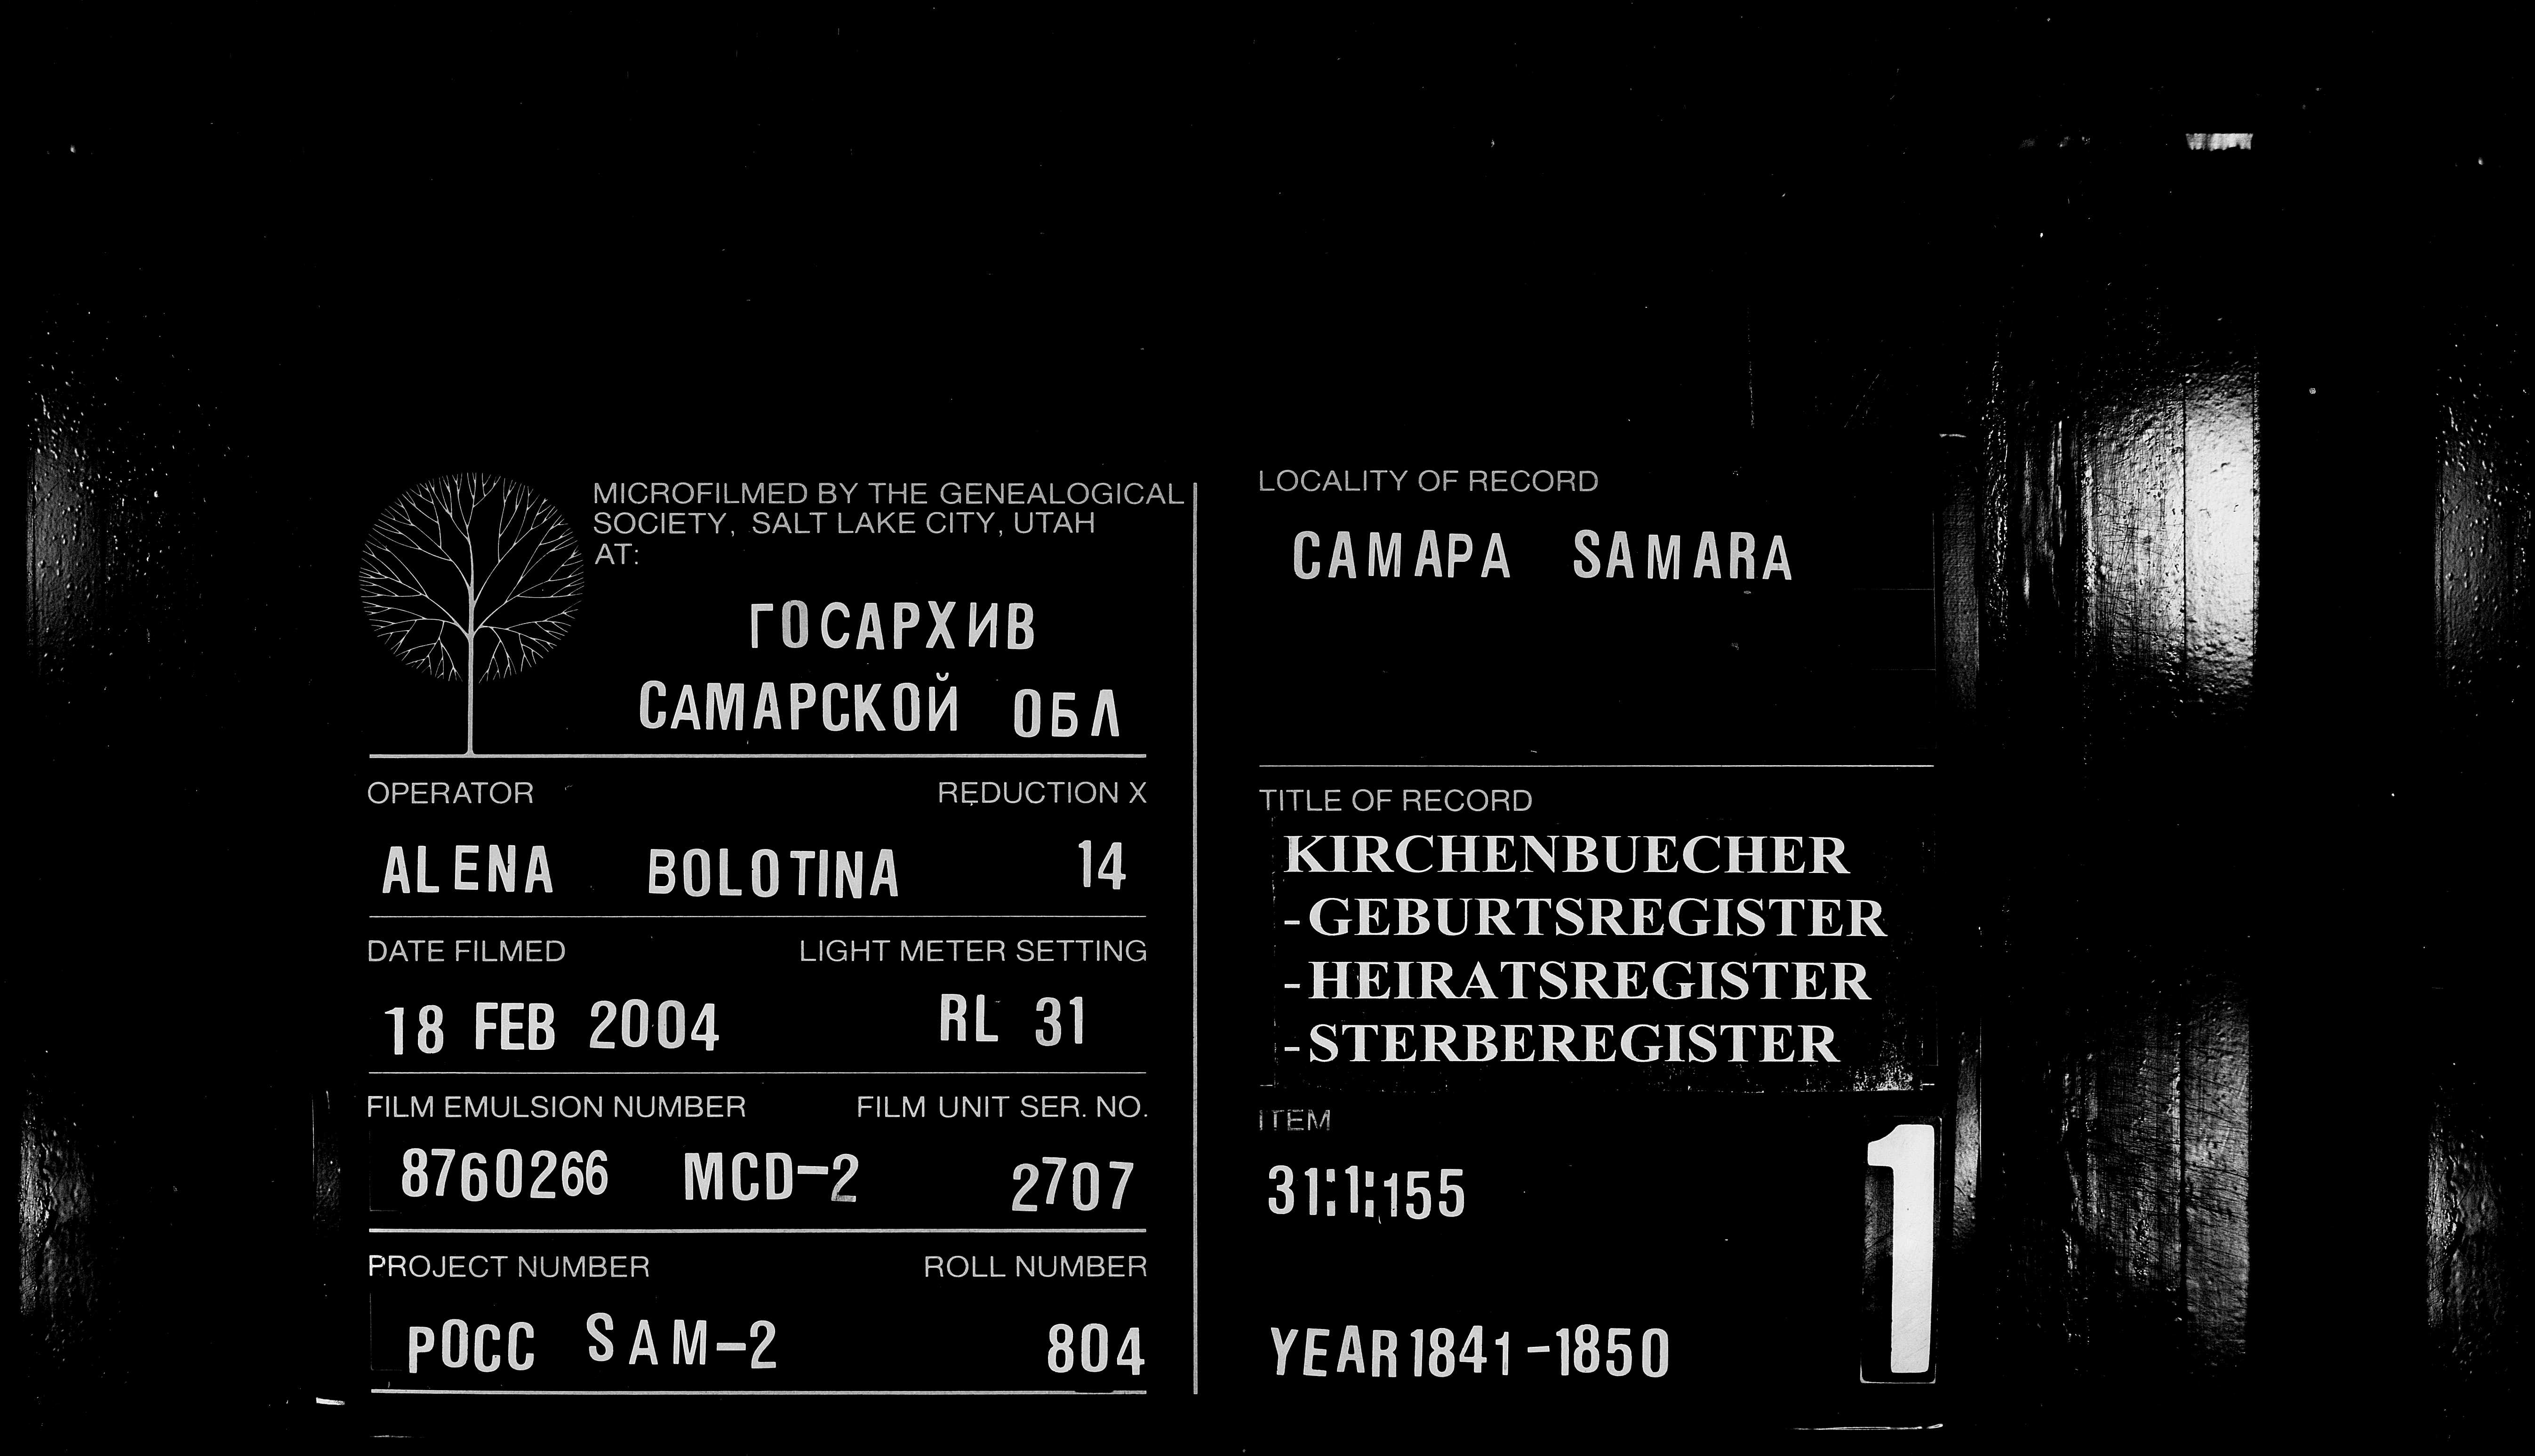 MICROFILMED BY THE GENEALOGICAL
SOCIETY, SALT LAKE CITY, UTAH
AT:
ГОСАРХИВ
САМАРСКОЙ ОБЛ
OPERATOR REDUCTION X
ALENA BOLOTINA 14
DATE FILMED LIGHT METER SETTING
18 FEB 2004 RL 31
FILM EMULSION NUMBER FILM UNIT SER. NO.
8760266 MCD-2 2707
PROJECT NUMBER ROLL NUMBER
РОСС SAM-2 804
LOCALITY OF RECORD
САМАРА SAMARA
TITLE OF RECORD
KIRCHENBUECHER
-GEBURTSREGISTER
-HEIRATSREGISTER
-STERBEREGISTER
ITEM
31:1:155
1
YEAR 1841-1850